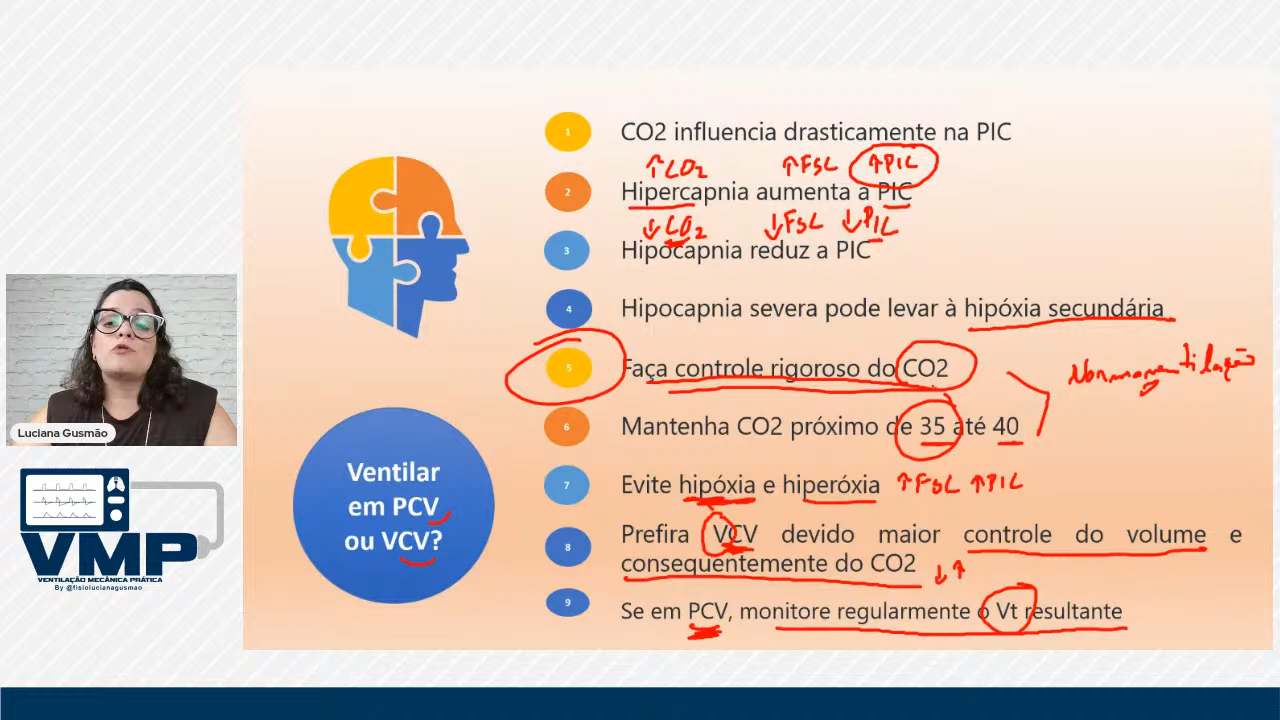 1
CO2 influencia drasticamente na PIC
↑CO2 ↑FSC ↑PIC
2
Hipercapnia aumenta a PIC
↓CO2 ↓FSC ↓PIC
3
Hipocapnia reduz a PIC
4
Hipocapnia severa pode levar à hipóxia secundária
5
Faça controle rigoroso do CO2
Normoventilação
6
Mantenha CO2 próximo de 35 até 40
7
Evite hipóxia e hiperóxia ↑FSC ↑PIC
8
Prefira VCV devido maior controle do volume e
consequentemente do CO2 ↓↑
9
Se em PCV, monitore regularmente o Vt resultante
Ventilar
em PCV
ou VCV?
Luciana Gusmão
VMP
VENTILAÇÃO MECÂNICA PRÁTICA
By @fisiolucianagusmao